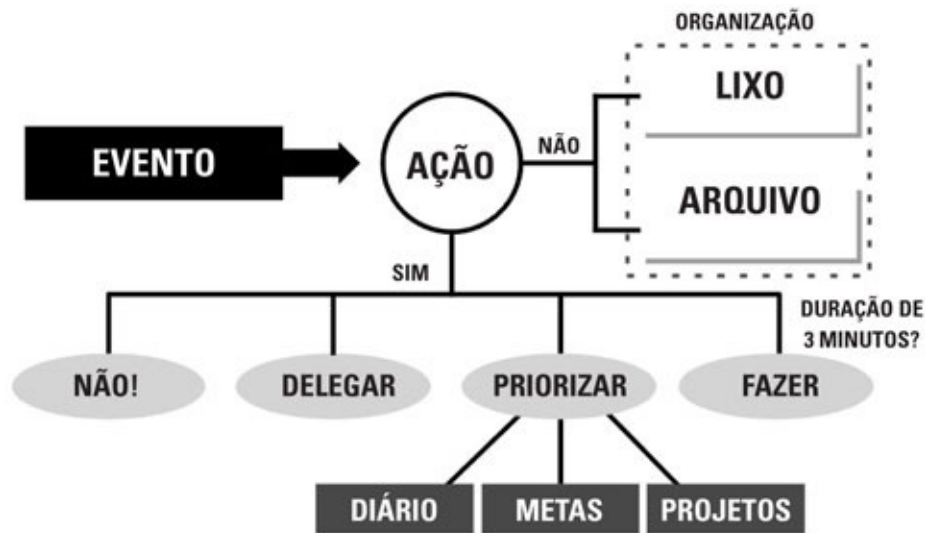 ORGANIZAÇÃO
LIXO
EVENTO
AÇÃO
NÃO
ARQUIVO
SIM
DURAÇÃO DE
3 MINUTOS?
NÃO!
DELEGAR
PRIORIZAR
FAZER
DIÁRIO
METAS
PROJETOS